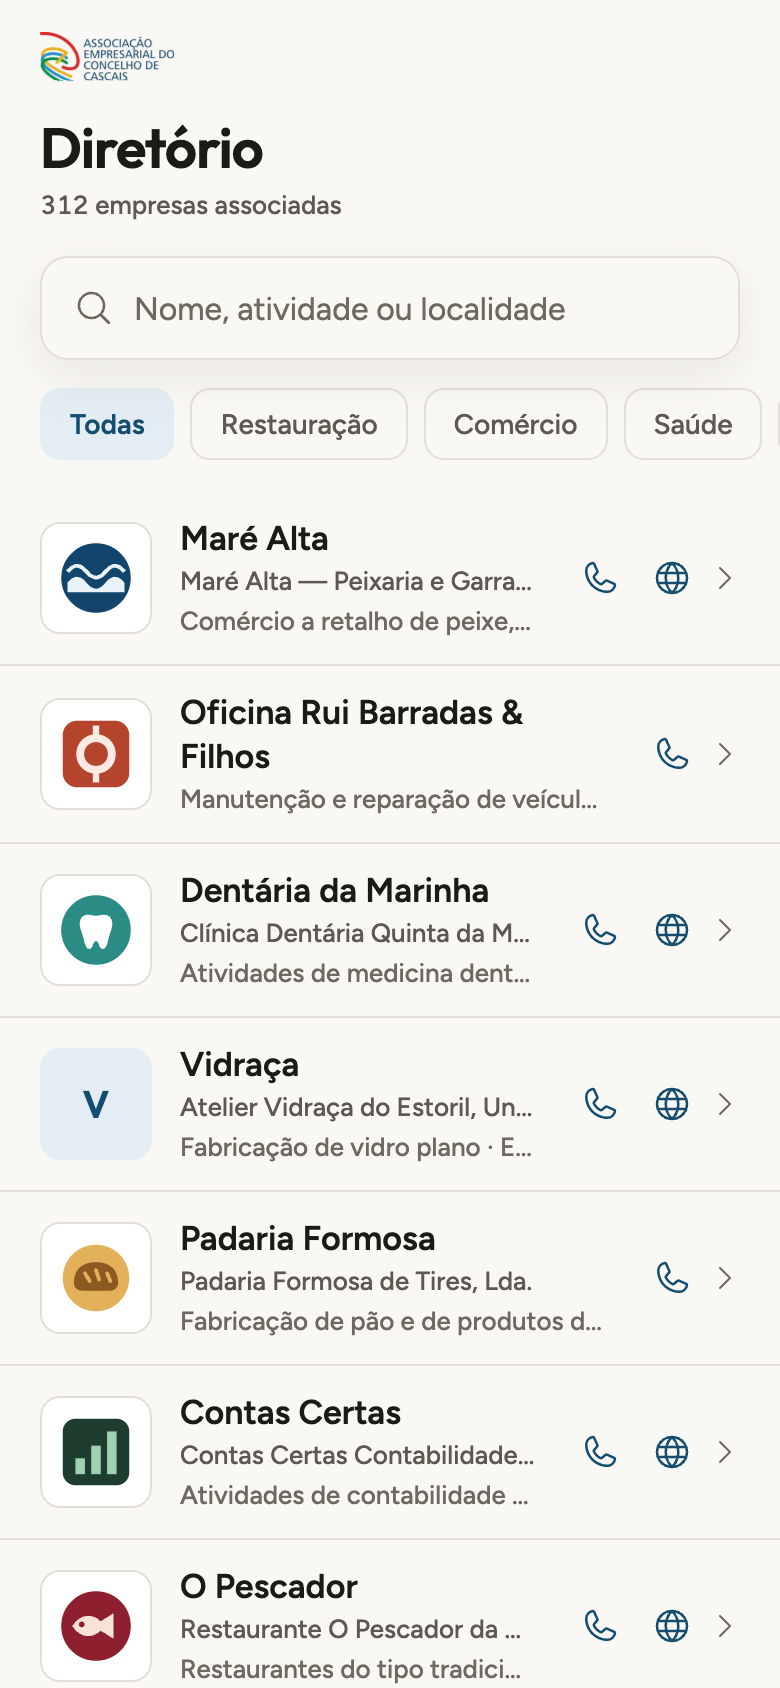 ASSOCIAÇÃO
EMPRESARIAL DO
CONCELHO DE
CASCAIS
Diretório
312 empresas associadas
Nome, atividade ou localidade
Todas
Restauração
Comércio
Saúde
Maré Alta
Maré Alta — Peixaria e Garra...
Comércio a retalho de peixe,...
Oficina Rui Barradas &
Filhos
Manutenção e reparação de veícul...
Dentária da Marinha
Clínica Dentária Quinta da M...
Atividades de medicina dent...
V
Vidraça
Atelier Vidraça do Estoril, Un...
Fabricação de vidro plano · E...
Padaria Formosa
Padaria Formosa de Tires, Lda.
Fabricação de pão e de produtos d...
Contas Certas
Contas Certas Contabilidade...
Atividades de contabilidade ...
O Pescador
Restaurante O Pescador da ...
Restaurantes do tipo tradici...